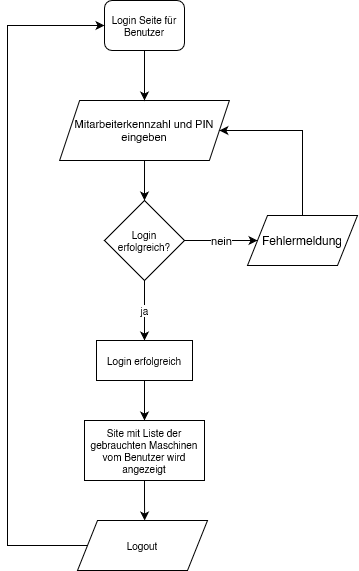 Login Seite für
Benutzer
Mitarbeiterkennzahl und PIN
eingeben
Login
erfolgreich?
nein
Fehlermeldung
ja
Login erfolgreich
Site mit Liste der
gebrauchten Maschinen
vom Benutzer wird
angezeigt
Logout